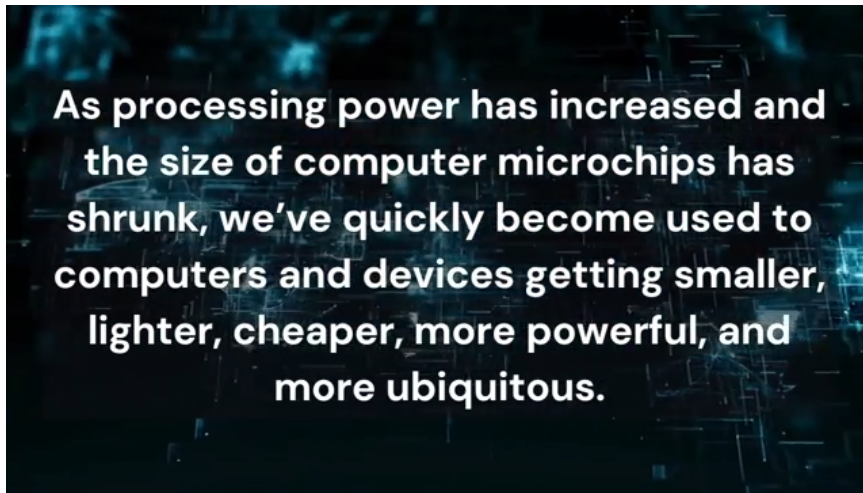 As processing power has increased and
the size of computer microchips has
shrunk, we’ve quickly become used to
computers and devices getting smaller,
lighter, cheaper, more powerful, and
more ubiquitous.